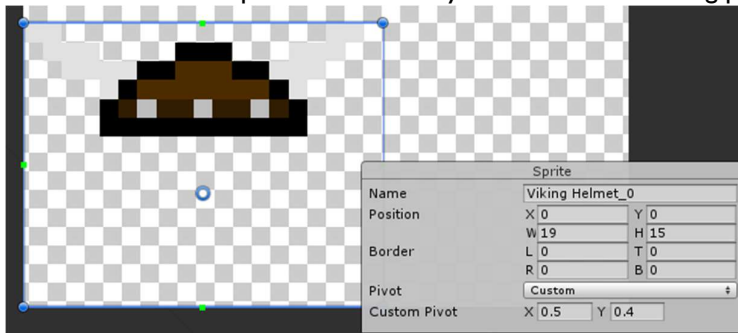 Sprite
Name Viking Helmet_0
Position X 0 Y 0
W 19 H 15
Border L 0 T 0
R 0 B 0
Pivot Custom
Custom Pivot X 0.5 Y 0.4